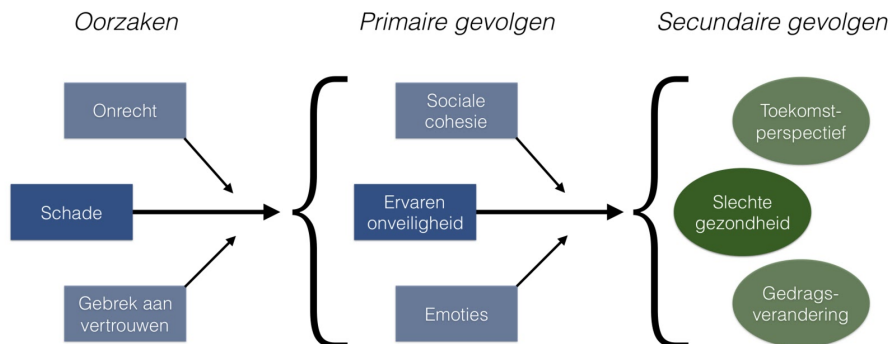 Oorzaken
Primaire gevolgen
Secundaire gevolgen
Onrecht
Schade
Gebrek aan
vertrouwen
Sociale
cohesie
Ervaren
onveiligheid
Emoties
Toekomst-
perspectief
Slechte
gezondheid
Gedrags-
verandering